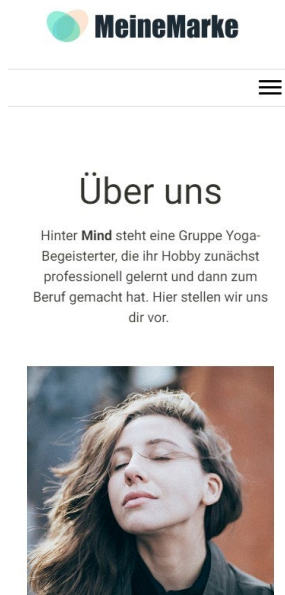 MeineMarke
Über uns
Hinter Mind steht eine Gruppe Yoga-
Begeisterter, die ihr Hobby zunächst
professionell gelernt und dann zum
Beruf gemacht hat. Hier stellen wir uns
dir vor.